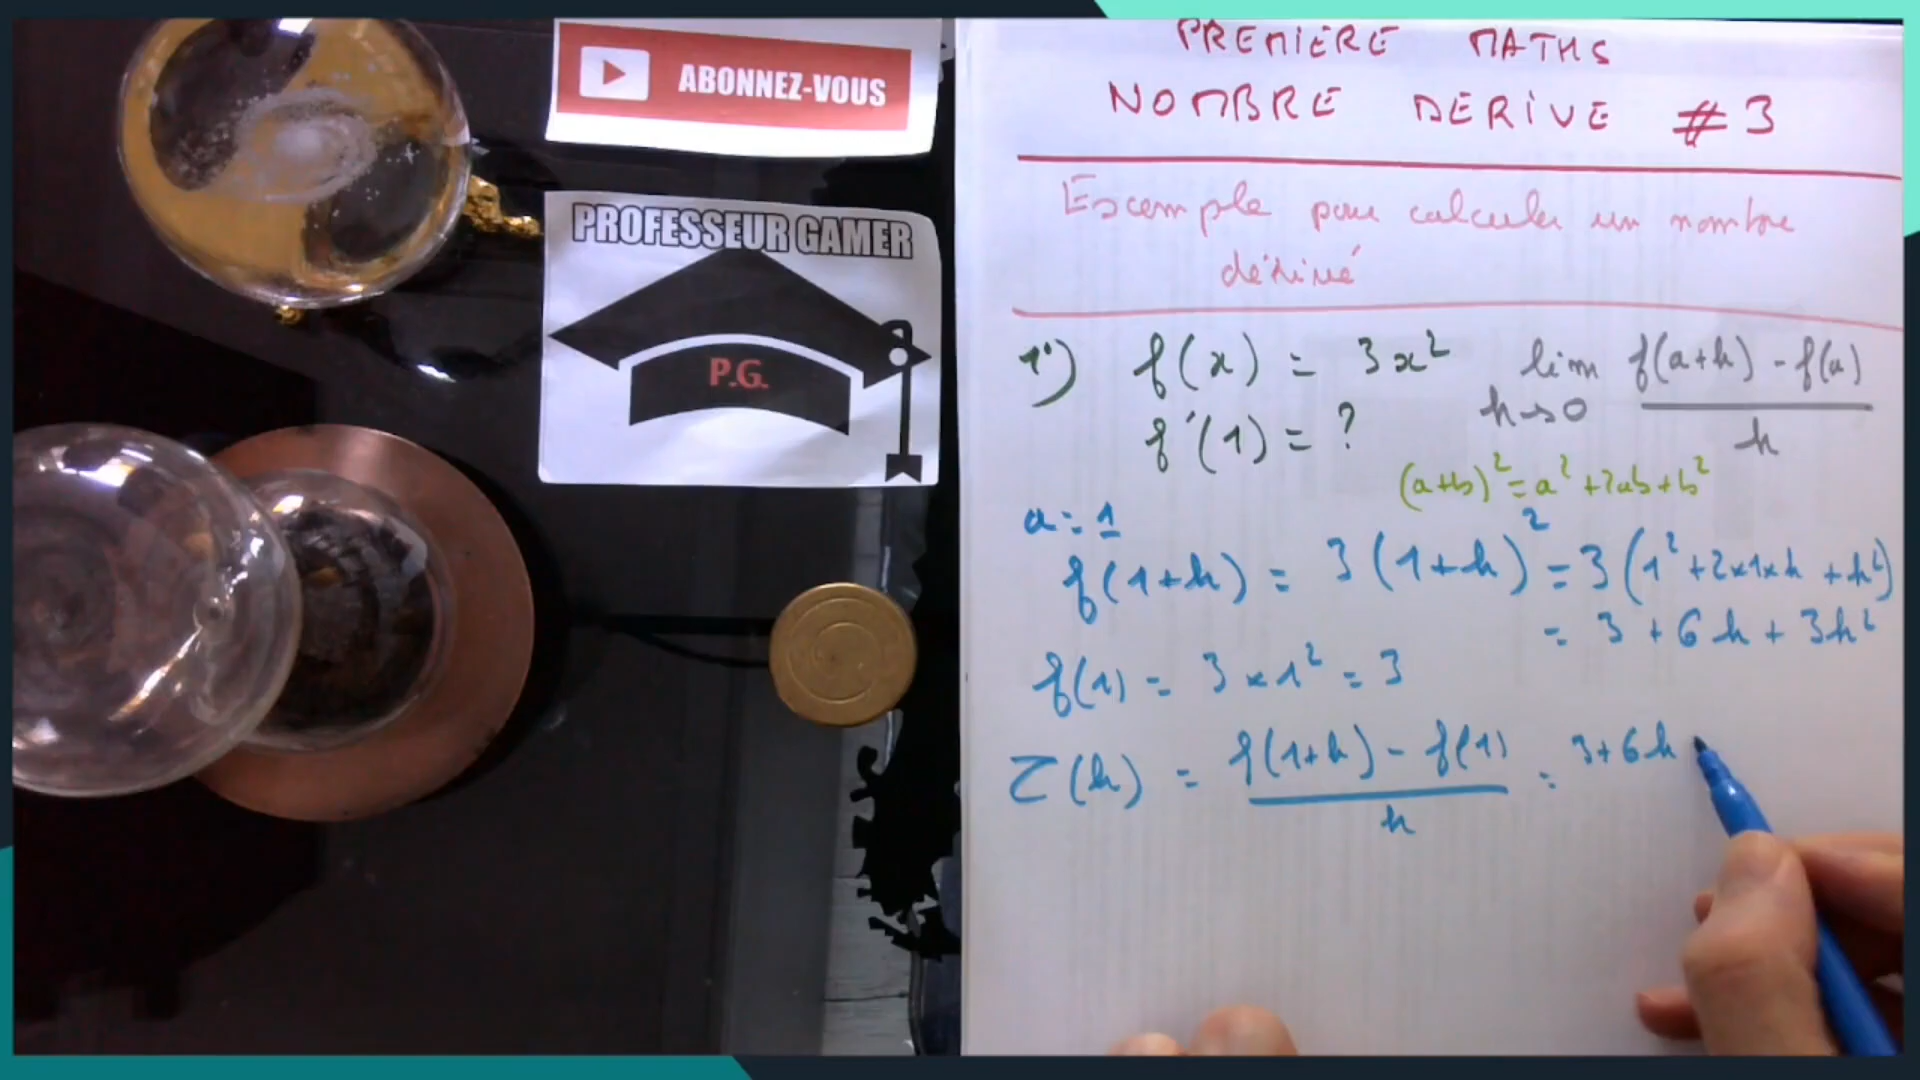 ABONNEZ-VOUS
PROFESSEUR GAMER
P.G.
PREMIERE MATHS
NOMBRE DERIVE #3
Exemple pour calculer un nombre
dérivé
1°) f(x) = 3x² lim f(a+h) - f(a)
h→0 h
f'(1) = ?
(a+b)² = a² + 2ab + b²
a = 1
f(1+h) = 3(1+h)² = 3(1² + 2×1×h + h²)
= 3 + 6h + 3h²
f(1) = 3 × 1² = 3
τ(h) = f(1+h) - f(1) = 3+6h
h